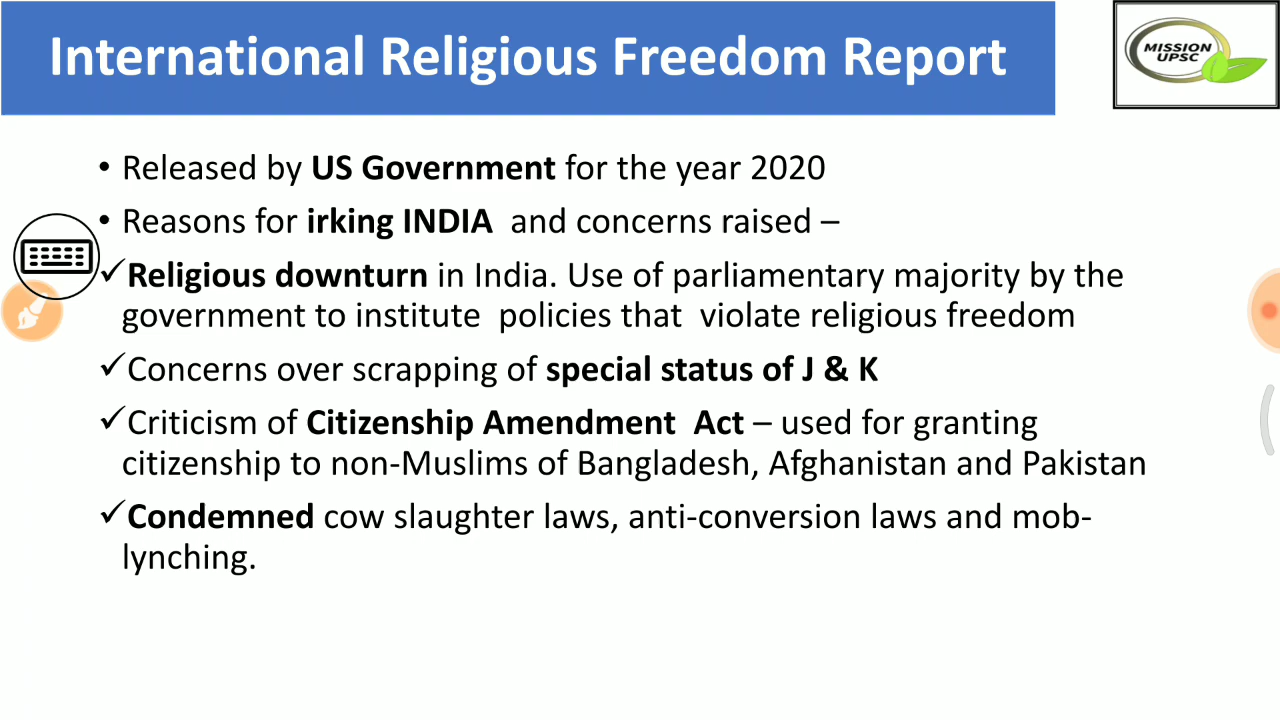 International Religious Freedom Report
MISSION
UPSC
• Released by US Government for the year 2020
• Reasons for irking INDIA and concerns raised –
✓Religious downturn in India. Use of parliamentary majority by the
government to institute policies that violate religious freedom
✓Concerns over scrapping of special status of J & K
✓Criticism of Citizenship Amendment Act – used for granting
citizenship to non-Muslims of Bangladesh, Afghanistan and Pakistan
✓Condemned cow slaughter laws, anti-conversion laws and mob-
lynching.